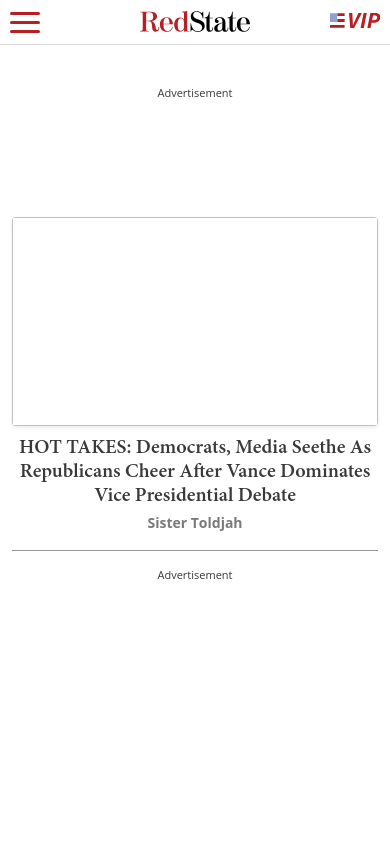 RedState
VIP
Advertisement
HOT TAKES: Democrats, Media Seethe As
Republicans Cheer After Vance Dominates
Vice Presidential Debate
Sister Toldjah
Advertisement